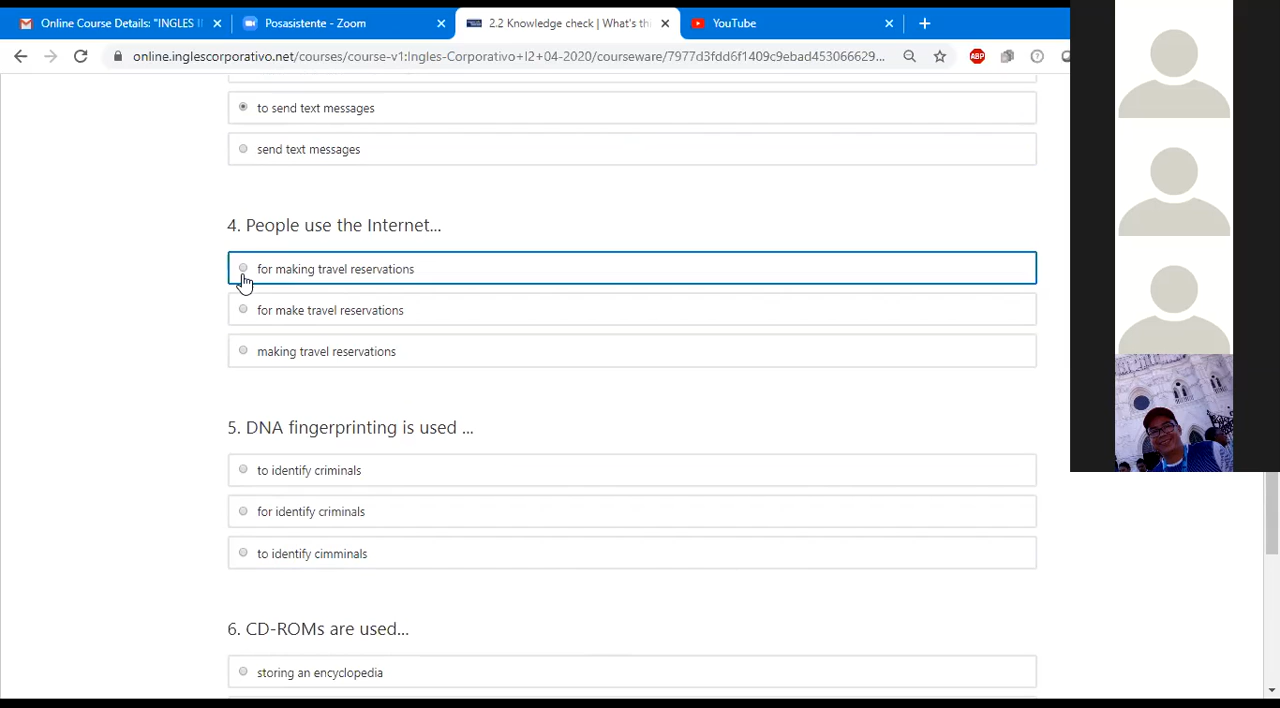 Online Course Details: "INGLES II
Posasistente - Zoom
2.2 Knowledge check | What's th
YouTube
online.inglescorporativo.net/courses/course-v1:Ingles-Corporativo+I2+04-2020/courseware/7977d3fdd6f1409c9ebad453066629...
ABP
to send text messages
send text messages
4. People use the Internet...
for making travel reservations
for make travel reservations
making travel reservations
5. DNA fingerprinting is used ...
to identify criminals
for identify criminals
to identify cimminals
6. CD-ROMs are used...
storing an encyclopedia